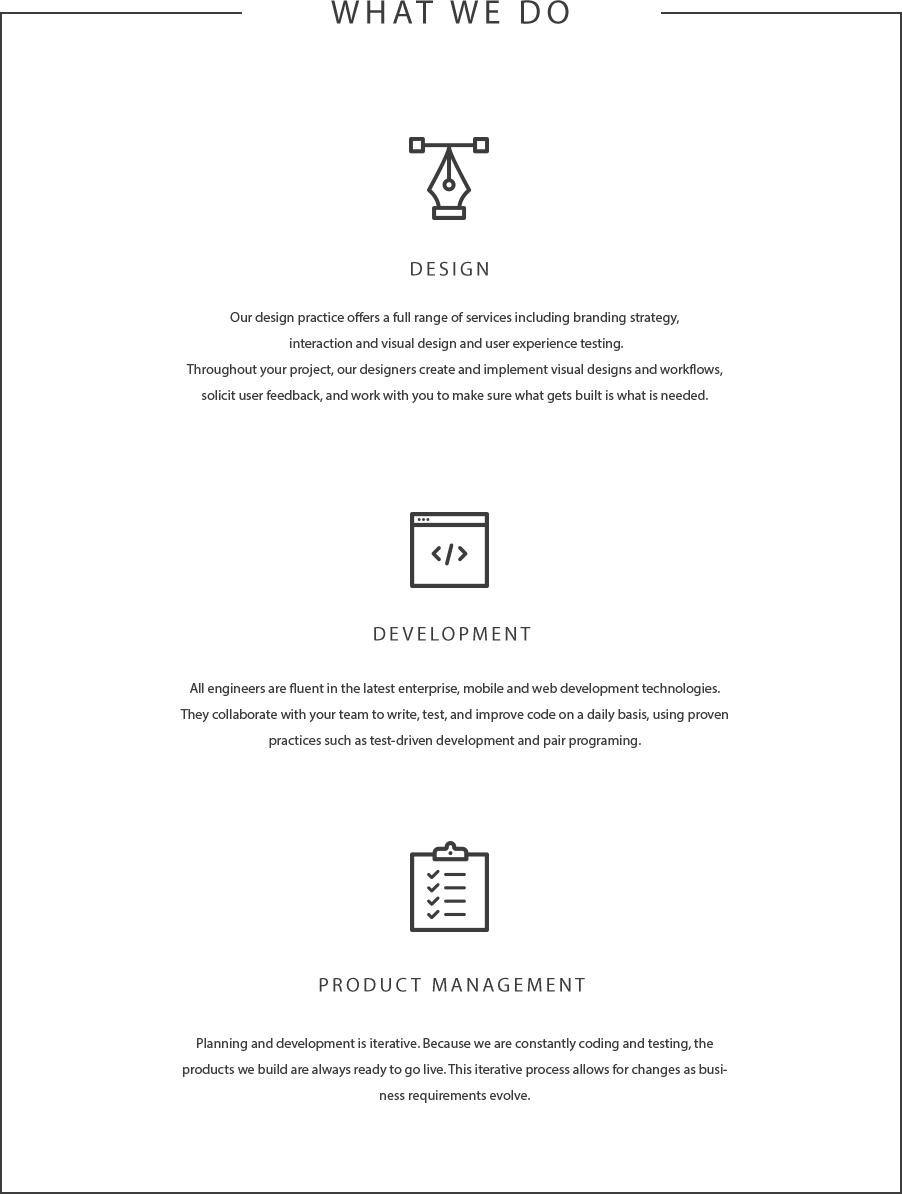 WHAT WE DO
DESIGN
Our design practice offers a full range of services including branding strategy,
interaction and visual design and user experience testing.
Throughout your project, our designers create and implement visual designs and workflows,
solicit user feedback, and work with you to make sure what gets built is what is needed.
</>
DEVELOPMENT
All engineers are fluent in the latest enterprise, mobile and web development technologies.
They collaborate with your team to write, test, and improve code on a daily basis, using proven
practices such as test-driven development and pair programing.
PRODUCT MANAGEMENT
Planning and development is iterative. Because we are constantly coding and testing, the
products we build are always ready to go live. This iterative process allows for changes as busi-
ness requirements evolve.